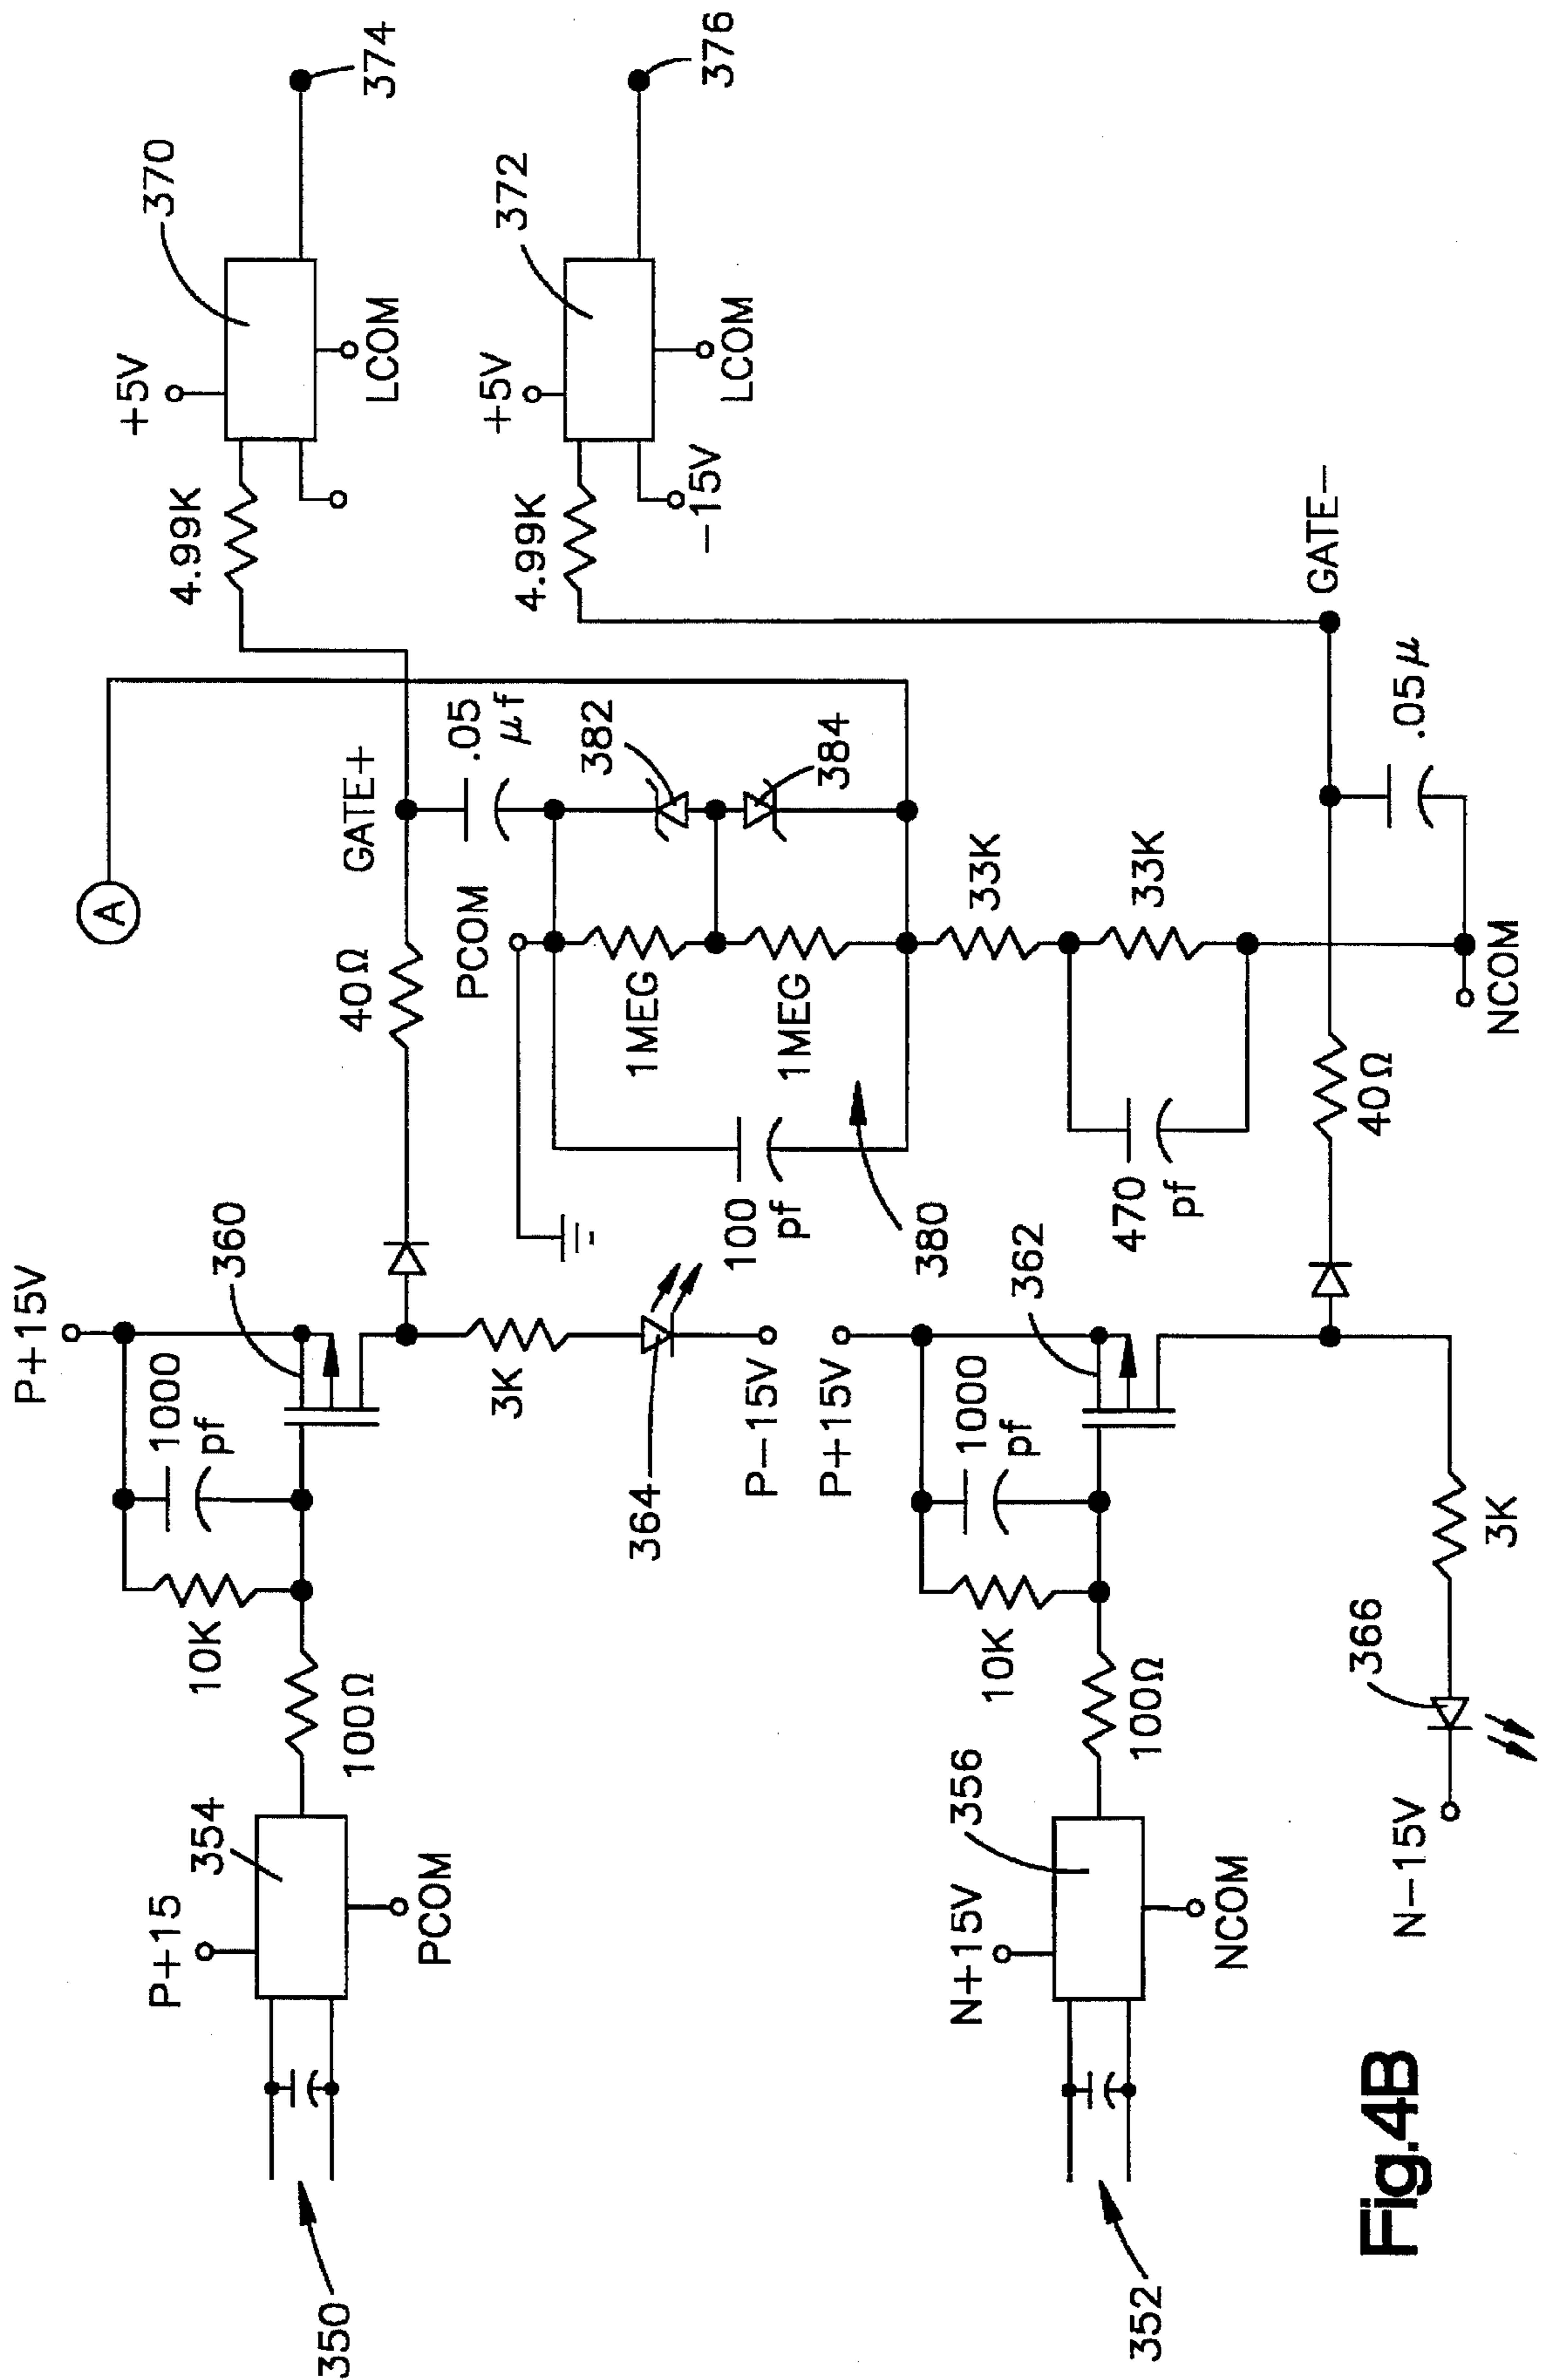 350
P+15
354
PCOM
100Ω
10K
1000
pf
P+15V
360
3K
364
P−15V
40Ω
GATE+
A
.05
μf
4.99K
+5V
370
LCOM
374
PCOM
1MEG
1MEG
100
pf
380
382
384
33K
33K
470
pf
4.99K
+5V
−15V
372
LCOM
376
352
N+15V
356
NCOM
100Ω
10K
1000
pf
P+15V
362
3K
366
N−15V
40Ω
GATE−
.05μ
NCOM
Fig.4B